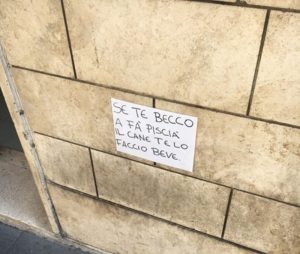 SE TE BECCO
A FÀ PISCIÀ
IL CANE TE LO
FACCIO BEVE.